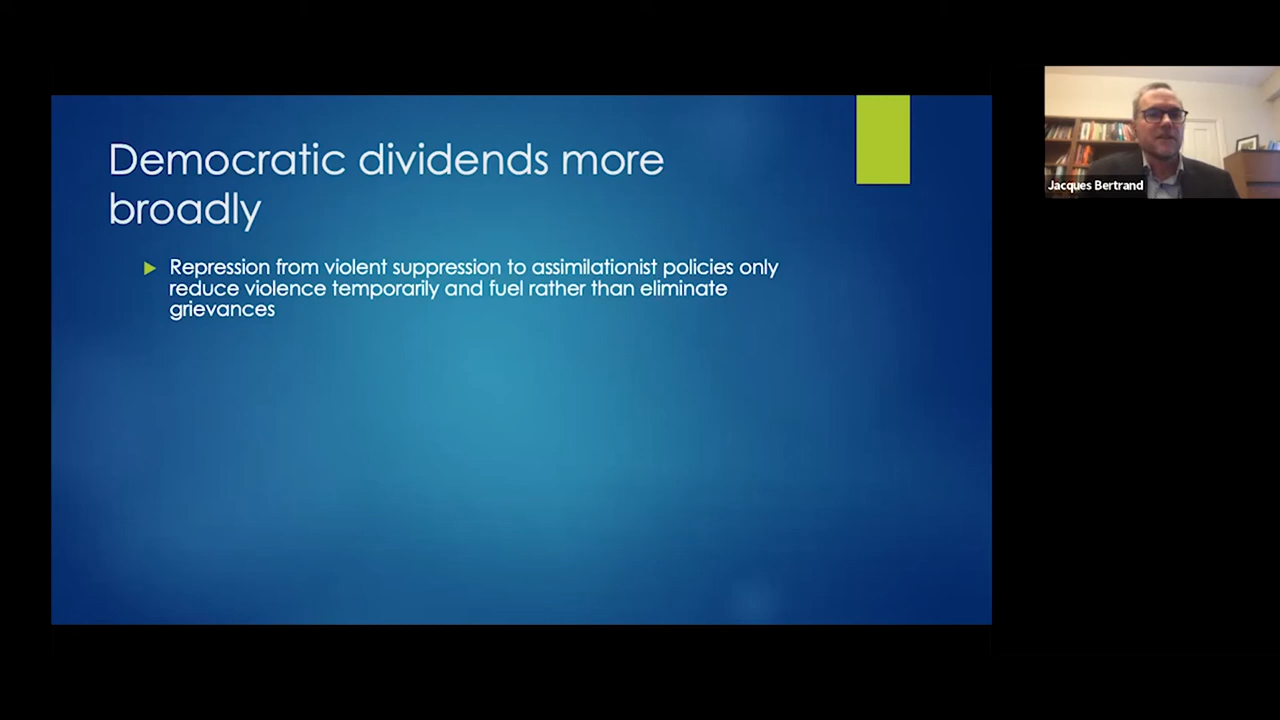 Democratic dividends more
broadly
Repression from violent suppression to assimilationist policies only
reduce violence temporarily and fuel rather than eliminate
grievances
Jacques Bertrand